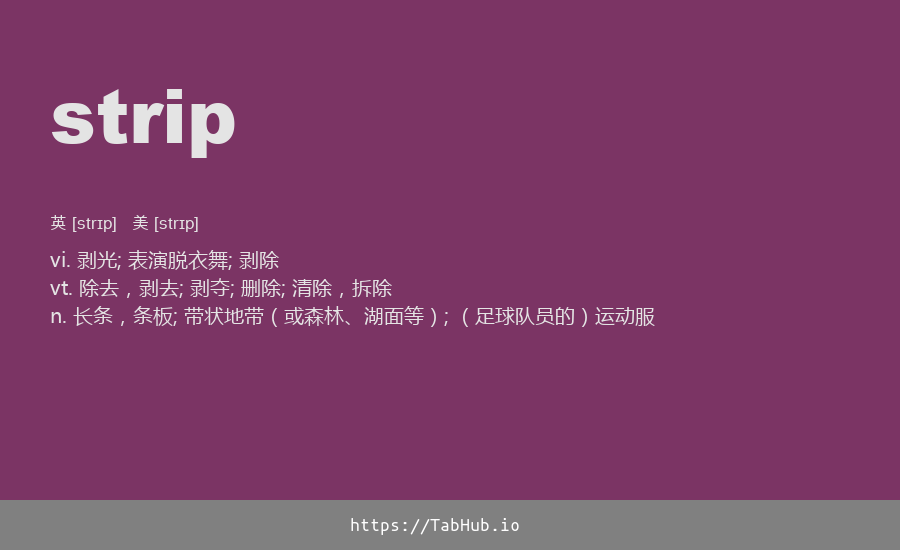 strip
英 [strɪp] 美 [strɪp]
vi. 剥光; 表演脱衣舞; 剥除
vt. 除去，剥去; 剥夺; 删除; 清除，拆除
n. 长条，条板; 带状地带（或森林、湖面等）; （足球队员的）运动服
https://TabHub.io